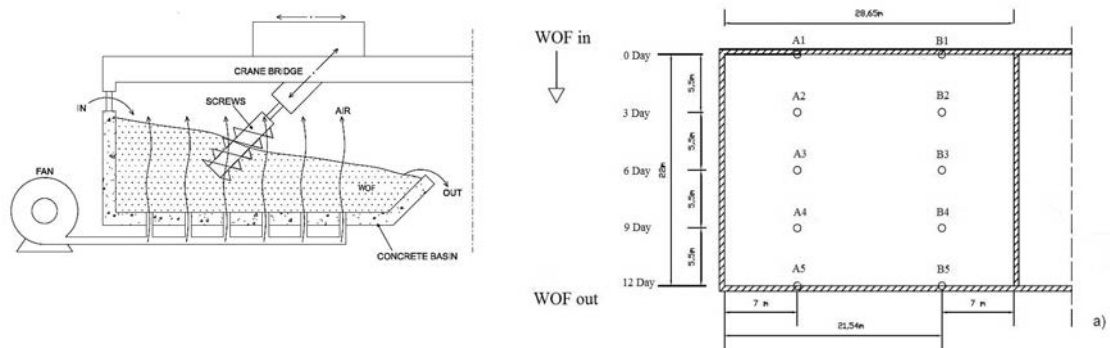 CRANE BRIDGE
IN
SCREWS
AIR
FAN
WOF
OUT
CONCRETE BASIN
28,65m
WOF in
A1
B1
0 Day
5,5m
A2
B2
3 Day
5,5m
A3
B3
6 Day
22m
5,5m
A4
B4
9 Day
5,5m
A5
B5
12 Day
WOF out
7 m
7 m
21,54m
a)